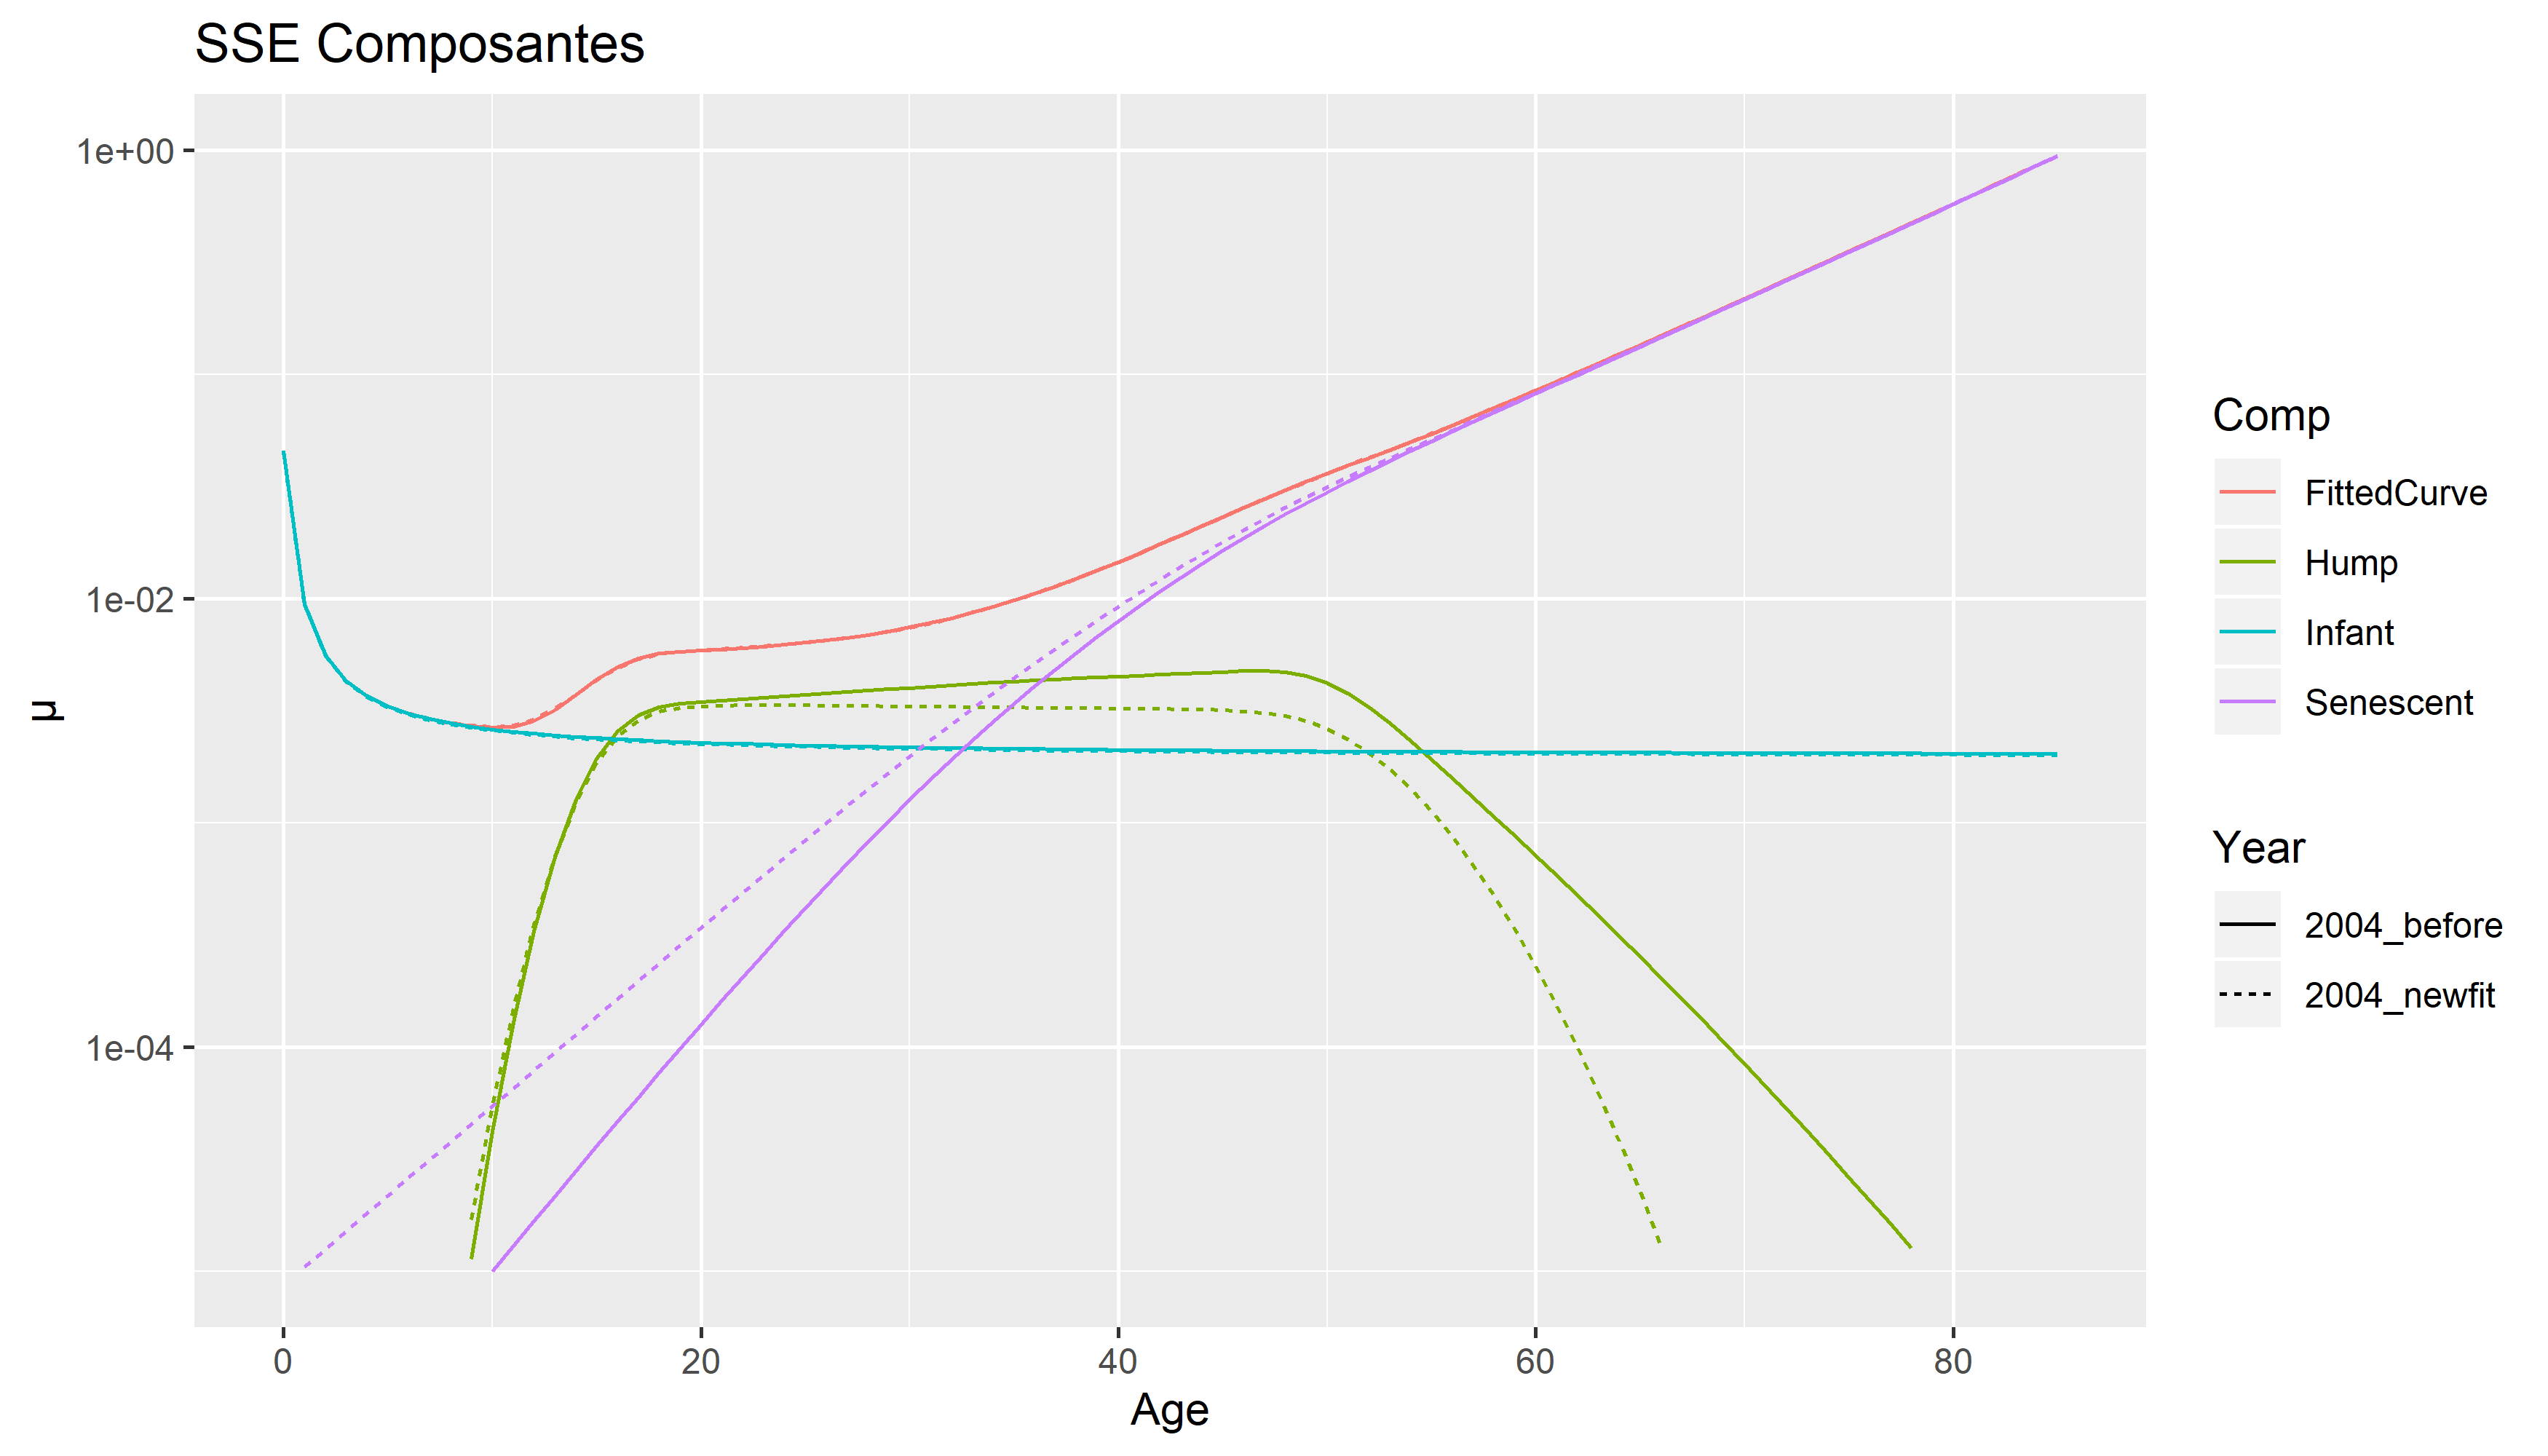 SSE Composantes
1e+00
1e-02
1e-04
µ
0 20 40 60 80
Age
Comp
FittedCurve
Hump
Infant
Senescent
Year
2004_before
2004_newfit